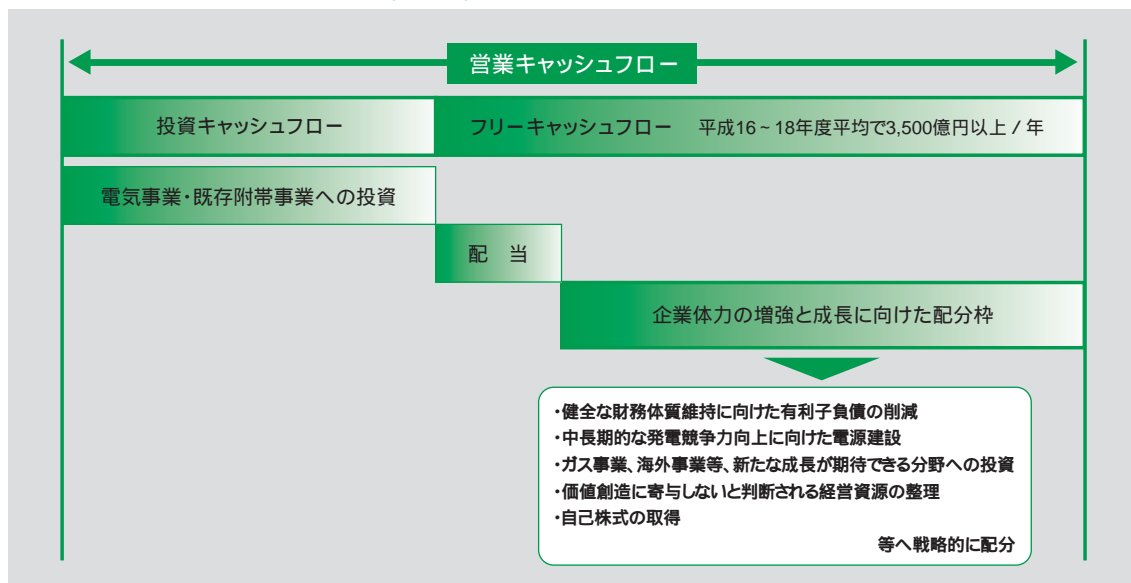 営業キャッシュフロー
投資キャッシュフロー
フリーキャッシュフロー 平成16~18年度平均で3,500億円以上/年
電気事業・既存附帯事業への投資
配 当
企業体力の増強と成長に向けた配分枠
・健全な財務体質維持に向けた有利子負債の削減
・中長期的な発電競争力向上に向けた電源建設
・ガス事業、海外事業等、新たな成長が期待できる分野への投資
・価値創造に寄与しないと判断される経営資源の整理
・自己株式の取得
等へ戦略的に配分